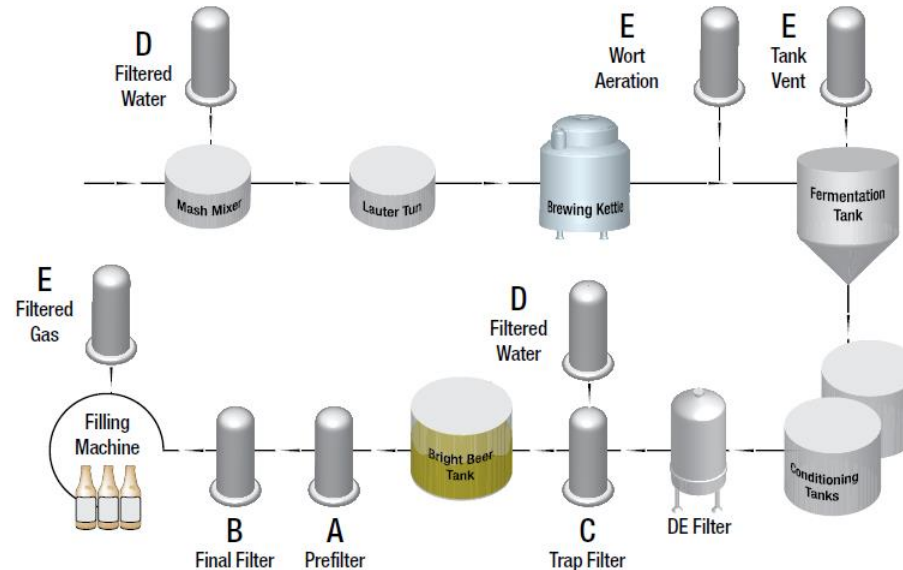 D
Filtered
Water
E
Wort
Aeration
E
Tank
Vent
Mash Mixer
Lauter Tun
Brewing Kettle
Fermentation
Tank
E
Filtered
Gas
D
Filtered
Water
Filling
Machine
Bright Beer
Tank
Conditioning
Tanks
B
Final Filter
A
Prefilter
C
Trap Filter
DE Filter